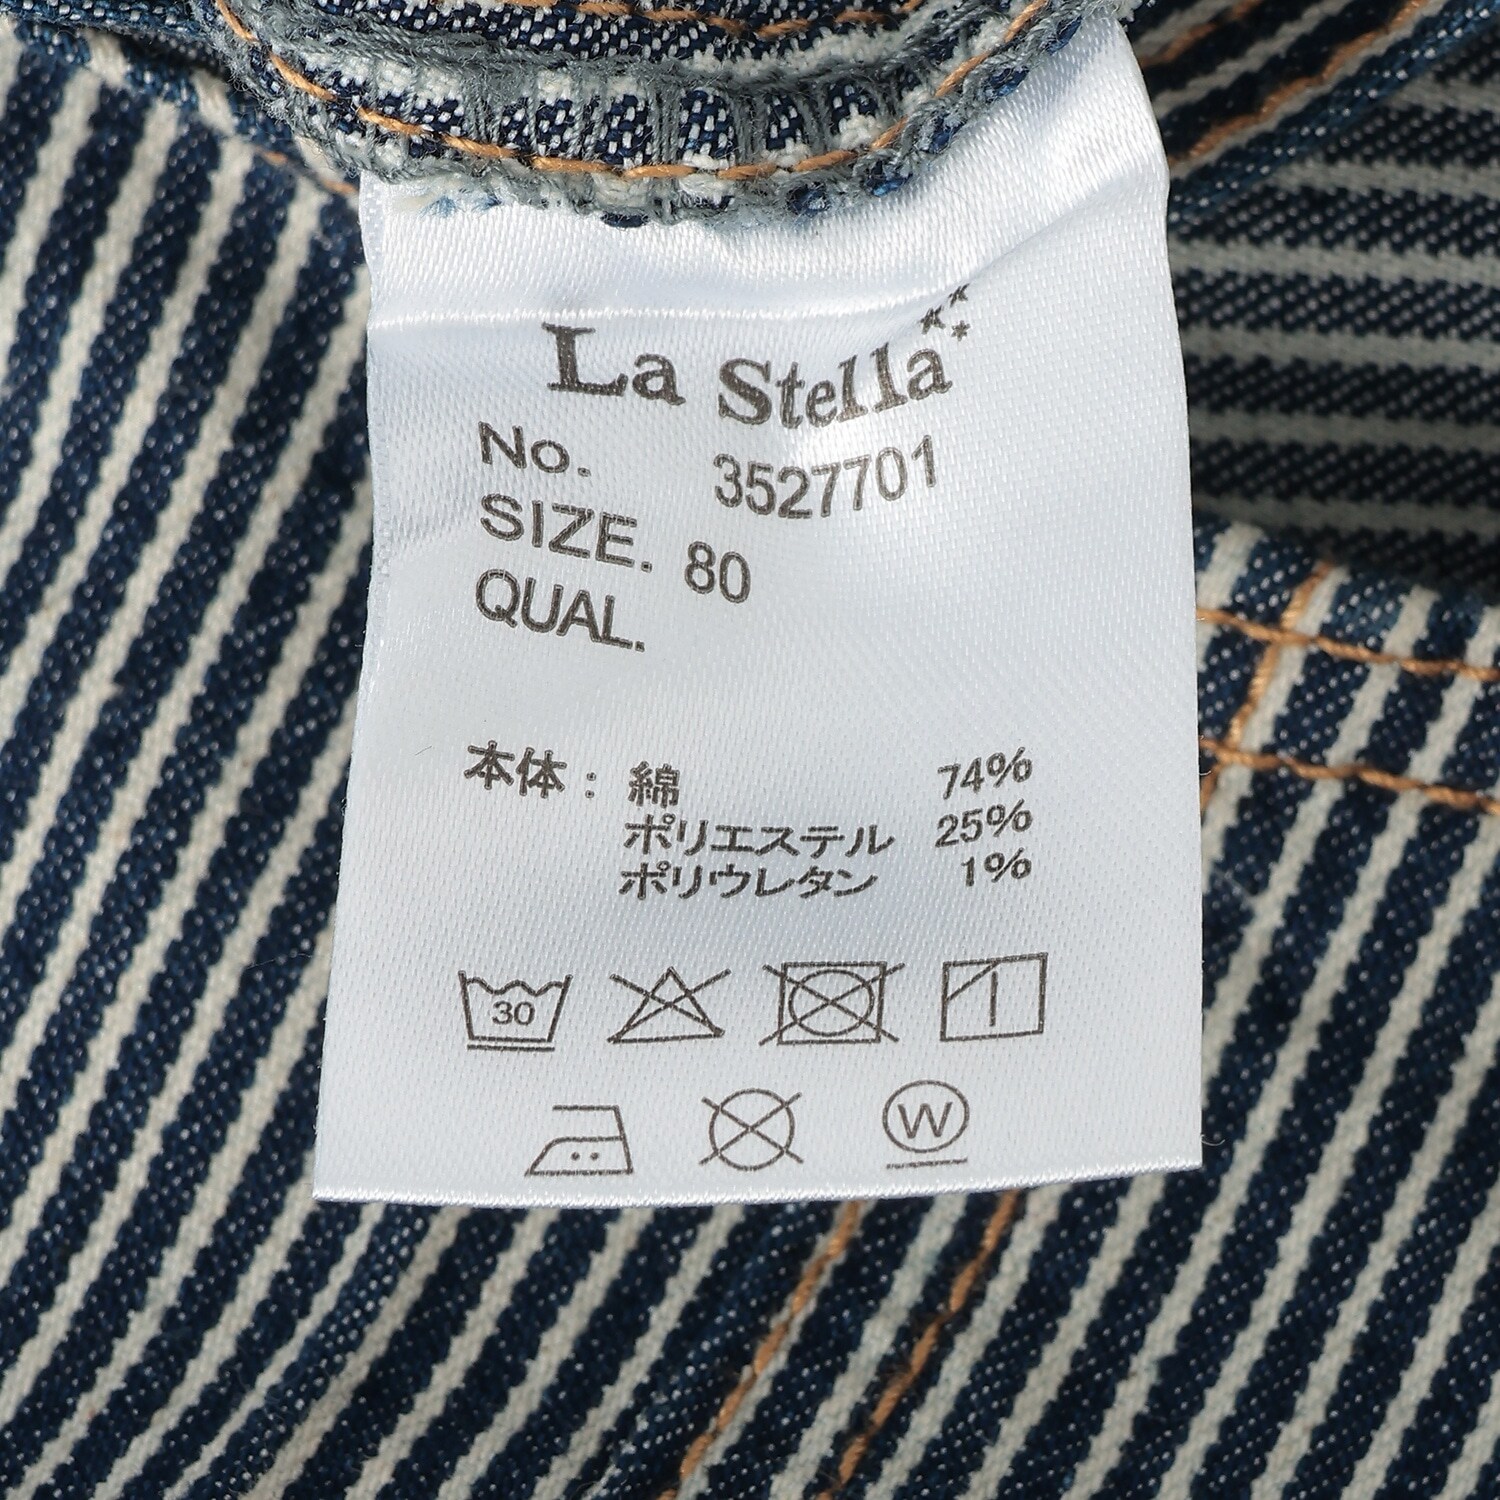 La Stella
No. 3527701
SIZE. 80
QUAL.
本体: 綿 74%
ポリエステル 25%
ポリウレタン 1%
30
W